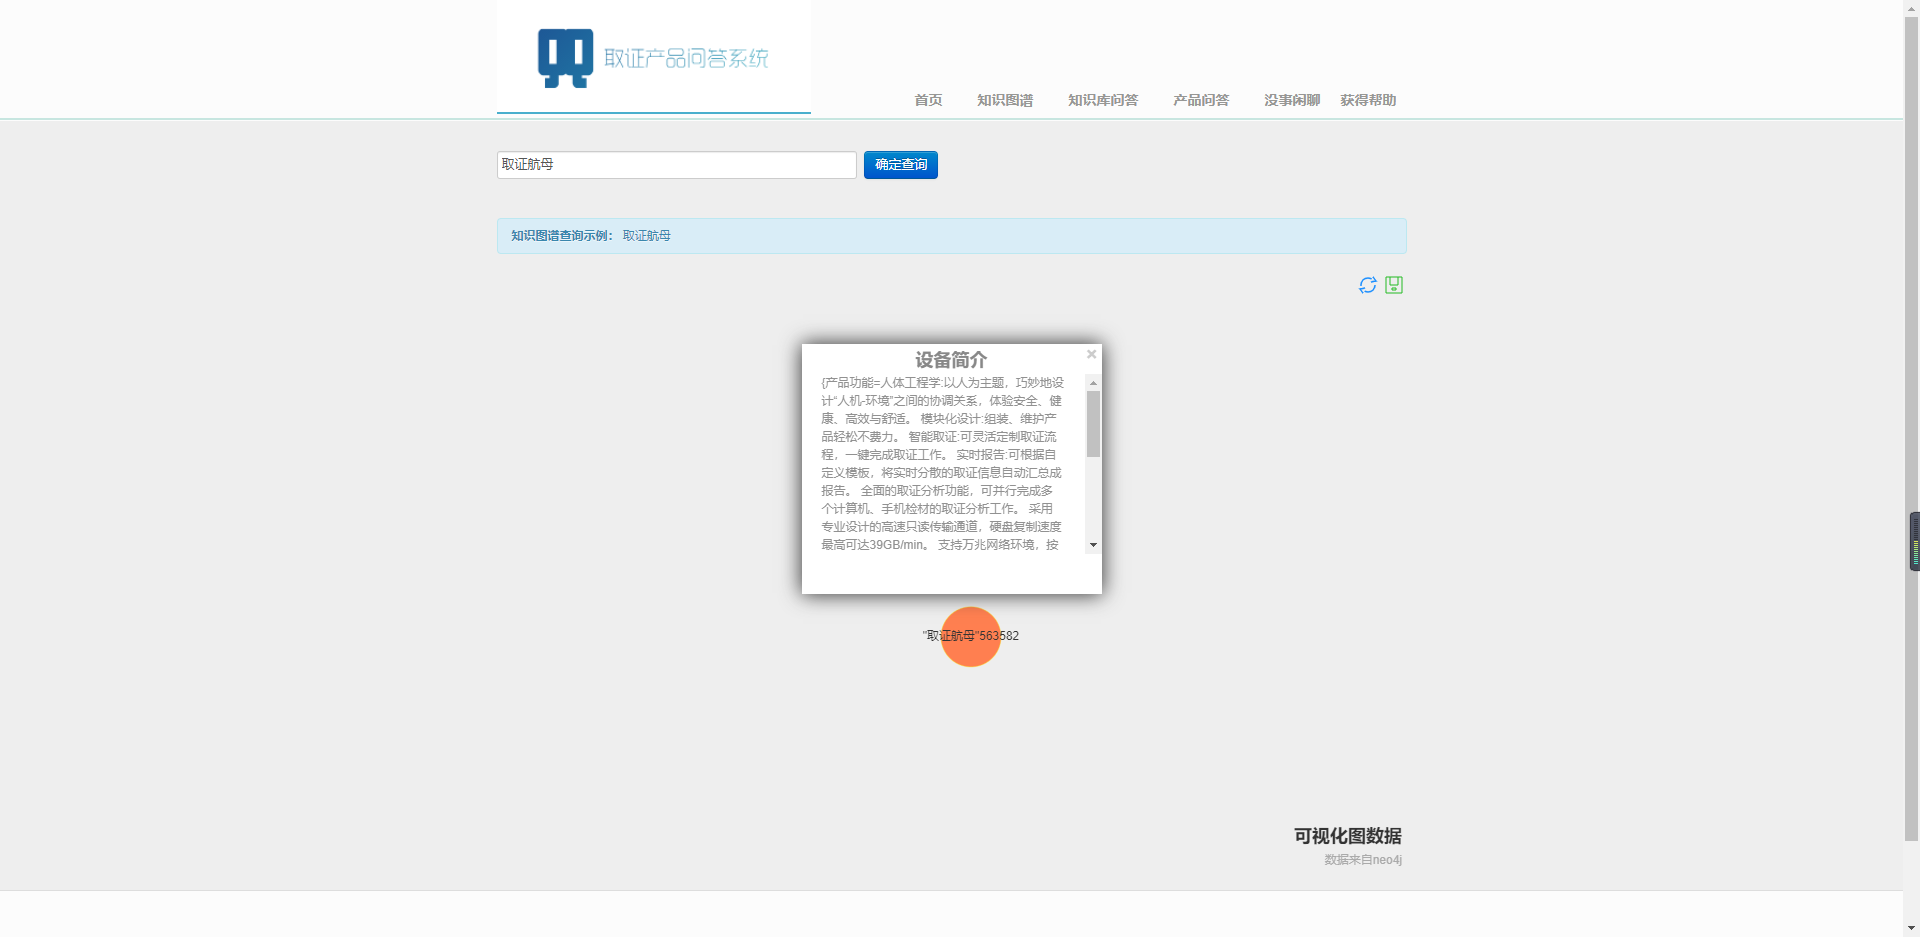 取证产品问答系统
首页 知识图谱 知识库问答 产品问答 没事闲聊 获得帮助
取证航母 确定查询
知识图谱查询示例： 取证航母
设备简介
{产品功能=人体工程学:以人为主题，巧妙地设
计“人机-环境”之间的协调关系，体验安全、健
康、高效与舒适。 模块化设计:组装、维护产
品轻松不费力。 智能取证:可灵活定制取证流
程，一键完成取证工作。 实时报告:可根据自
定义模板，将实时分散的取证信息自动汇总成
报告。 全面的取证分析功能，可并行完成多
个计算机、手机检材的取证分析工作。 采用
专业设计的高速只读传输通道，硬盘复制速度
最高可达39GB/min。 支持万兆网络环境，按
"取证航母"563582
可视化图数据
数据来自neo4j